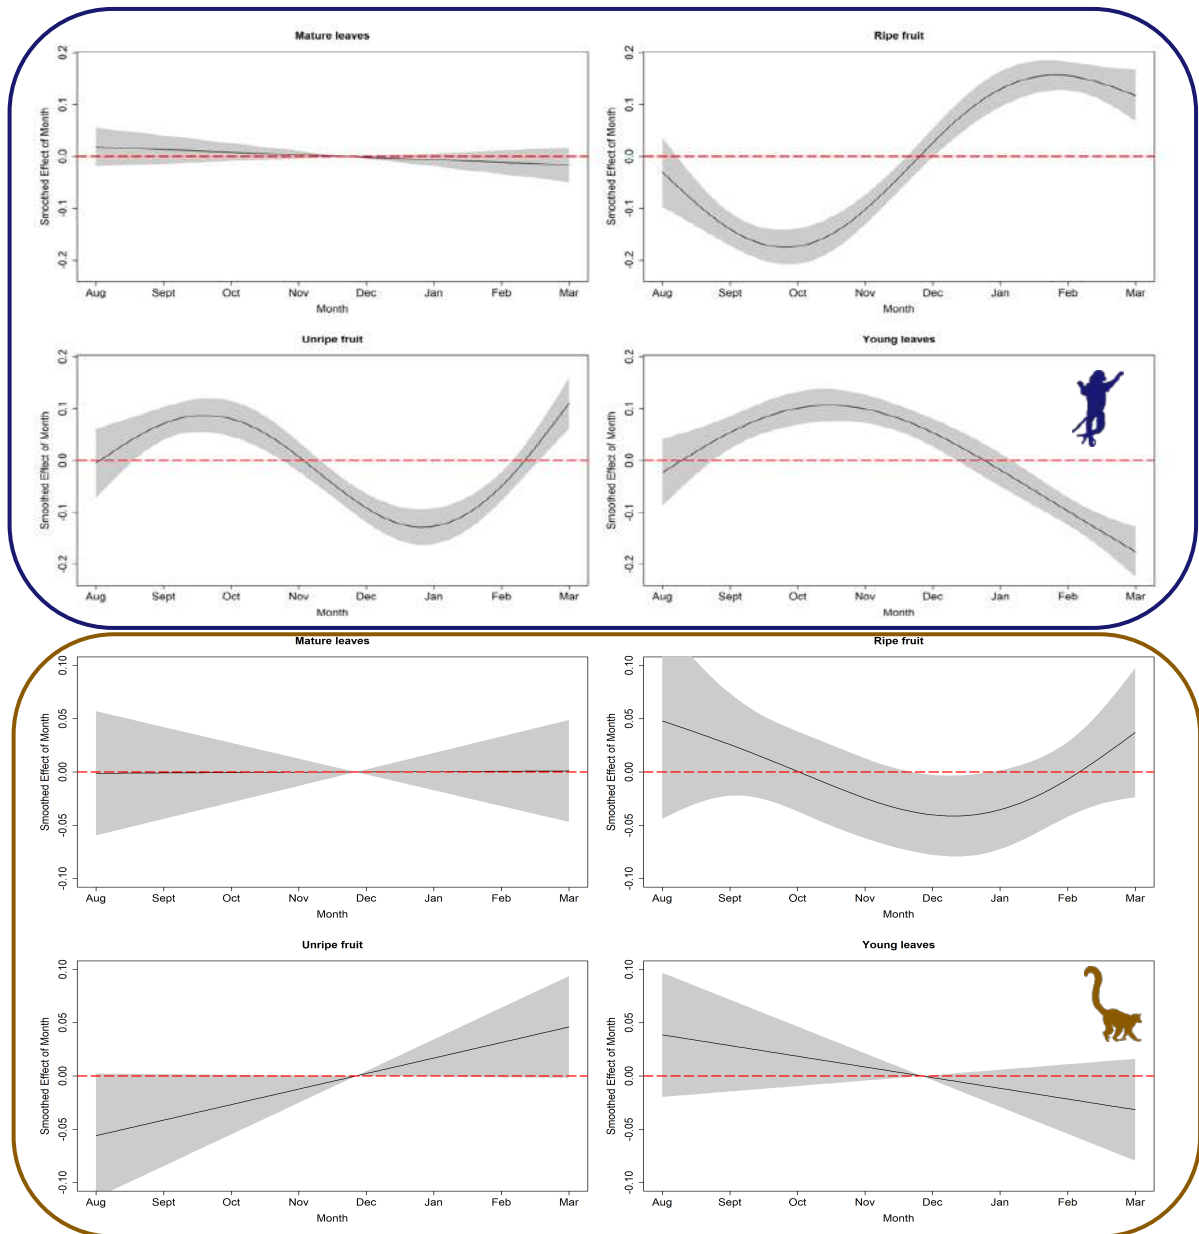 Mature leaves
Smoothed Effect of Month
0.2
0.1
0.0
-0.1
-0.2
Aug Sept Oct Nov Dec Jan Feb Mar
Month
Ripe fruit
Smoothed Effect of Month
0.2
0.1
0.0
-0.1
-0.2
Aug Sept Oct Nov Dec Jan Feb Mar
Month
Unripe fruit
Smoothed Effect of Month
0.2
0.1
0.0
-0.1
-0.2
Aug Sept Oct Nov Dec Jan Feb Mar
Month
Young leaves
Smoothed Effect of Month
0.2
0.1
0.0
-0.1
-0.2
Aug Sept Oct Nov Dec Jan Feb Mar
Month
Mature leaves
Smoothed Effect of Month
0.10
0.05
0.00
-0.05
-0.10
Aug Sept Oct Nov Dec Jan Feb Mar
Month
Ripe fruit
Smoothed Effect of Month
0.10
0.05
0.00
-0.05
-0.10
Aug Sept Oct Nov Dec Jan Feb Mar
Month
Unripe fruit
Smoothed Effect of Month
0.10
0.05
0.00
-0.05
-0.10
Aug Sept Oct Nov Dec Jan Feb Mar
Month
Young leaves
Smoothed Effect of Month
0.10
0.05
0.00
-0.05
-0.10
Aug Sept Oct Nov Dec Jan Feb Mar
Month